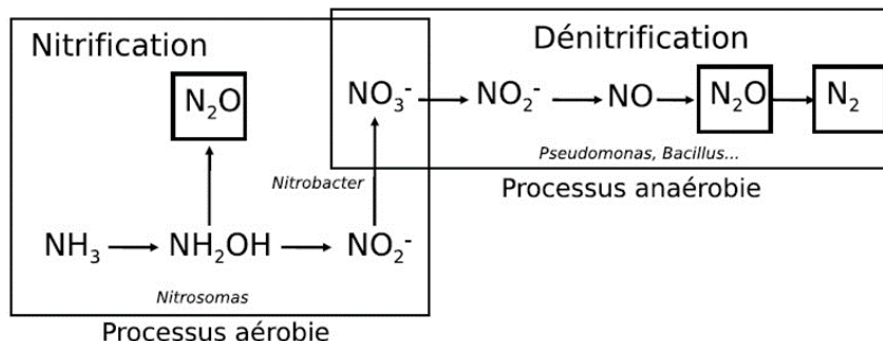 Nitrification
Dénitrification
N₂O
NO₃⁻ NO₂⁻ NO N₂O N₂
Pseudomonas, Bacillus...
Nitrobacter
Processus anaérobie
NH₃ NH₂OH NO₂⁻
Nitrosomas
Processus aérobie